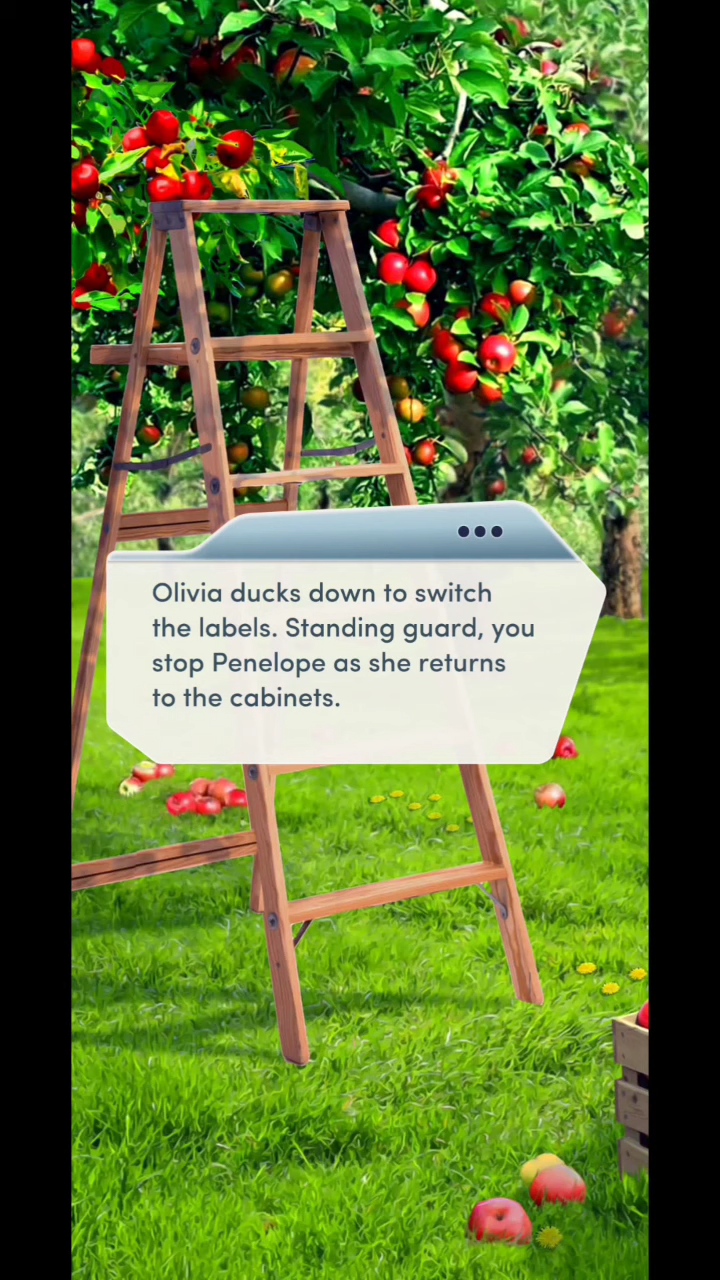 Olivia ducks down to switch
the labels. Standing guard, you
stop Penelope as she returns
to the cabinets.